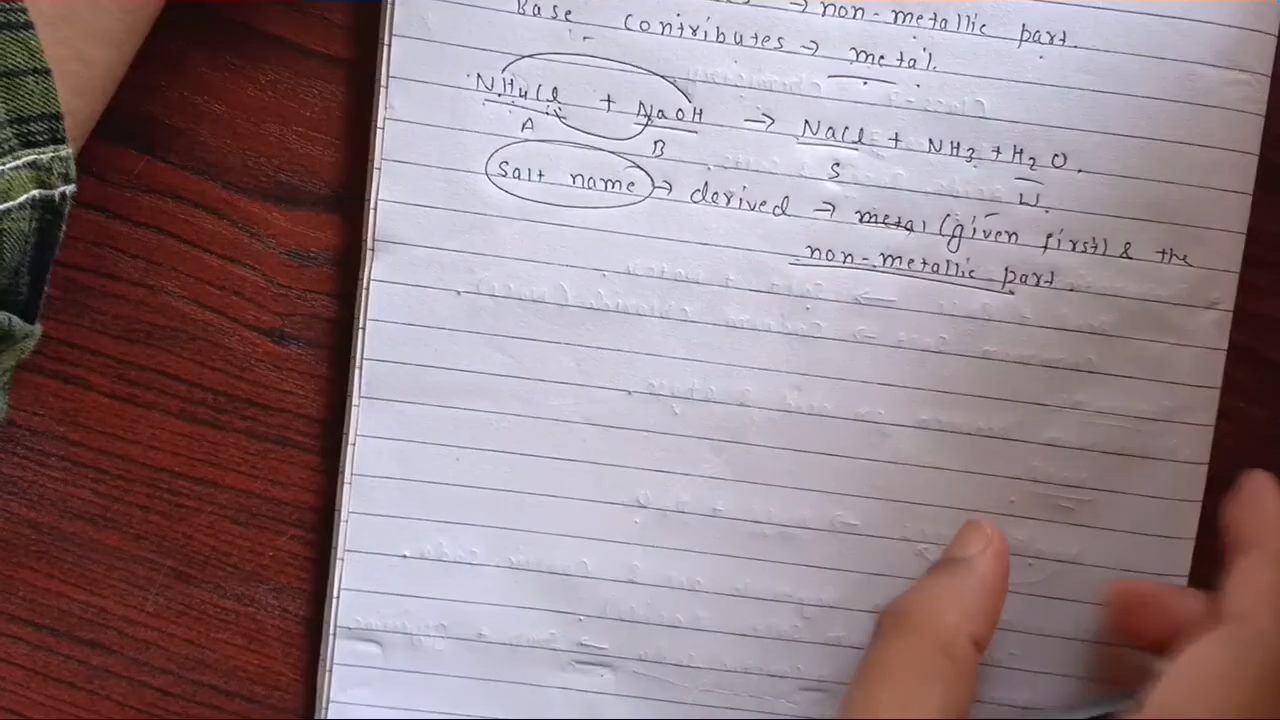 → non-metallic part.
Base contributes → metal.
NH4Cl + NaOH → NaCl + NH3 + H2O.
A B S W.
Salt name → derived → metal (given first) & the
non-metallic part.